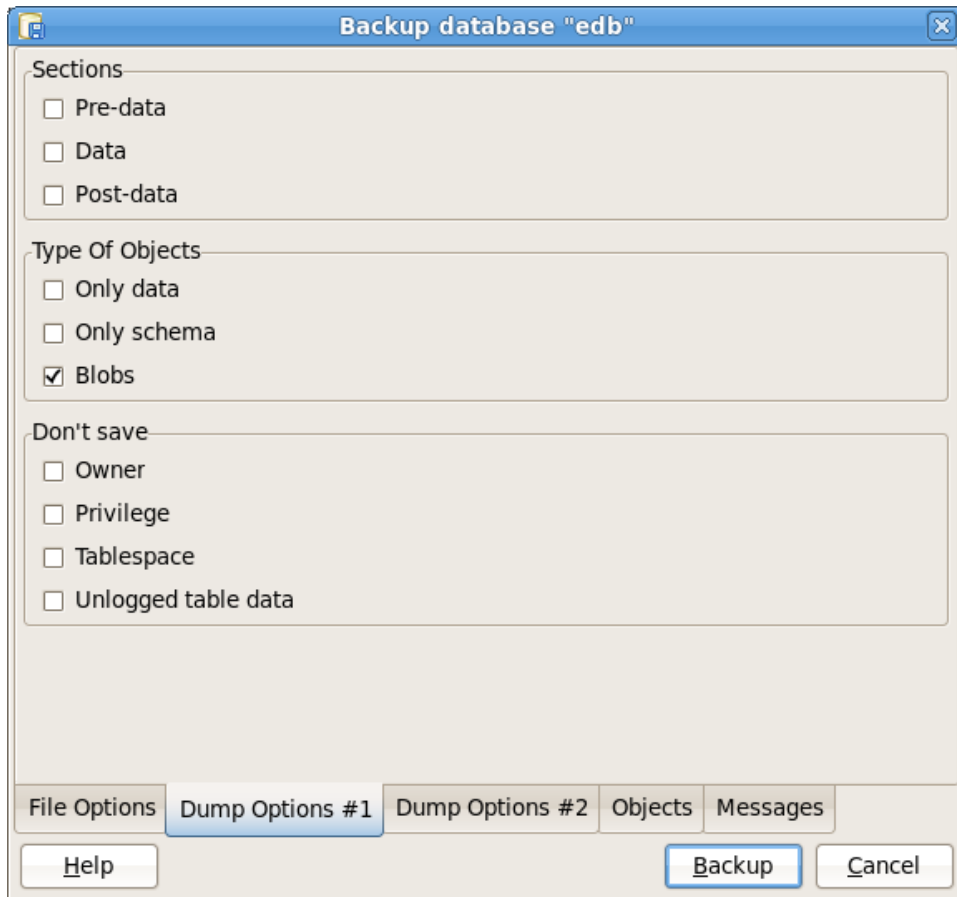 Backup database "edb"
Sections
Pre-data
Data
Post-data
Type Of Objects
Only data
Only schema
Blobs
Don't save
Owner
Privilege
Tablespace
Unlogged table data
File Options Dump Options #1 Dump Options #2 Objects Messages
Help Backup Cancel